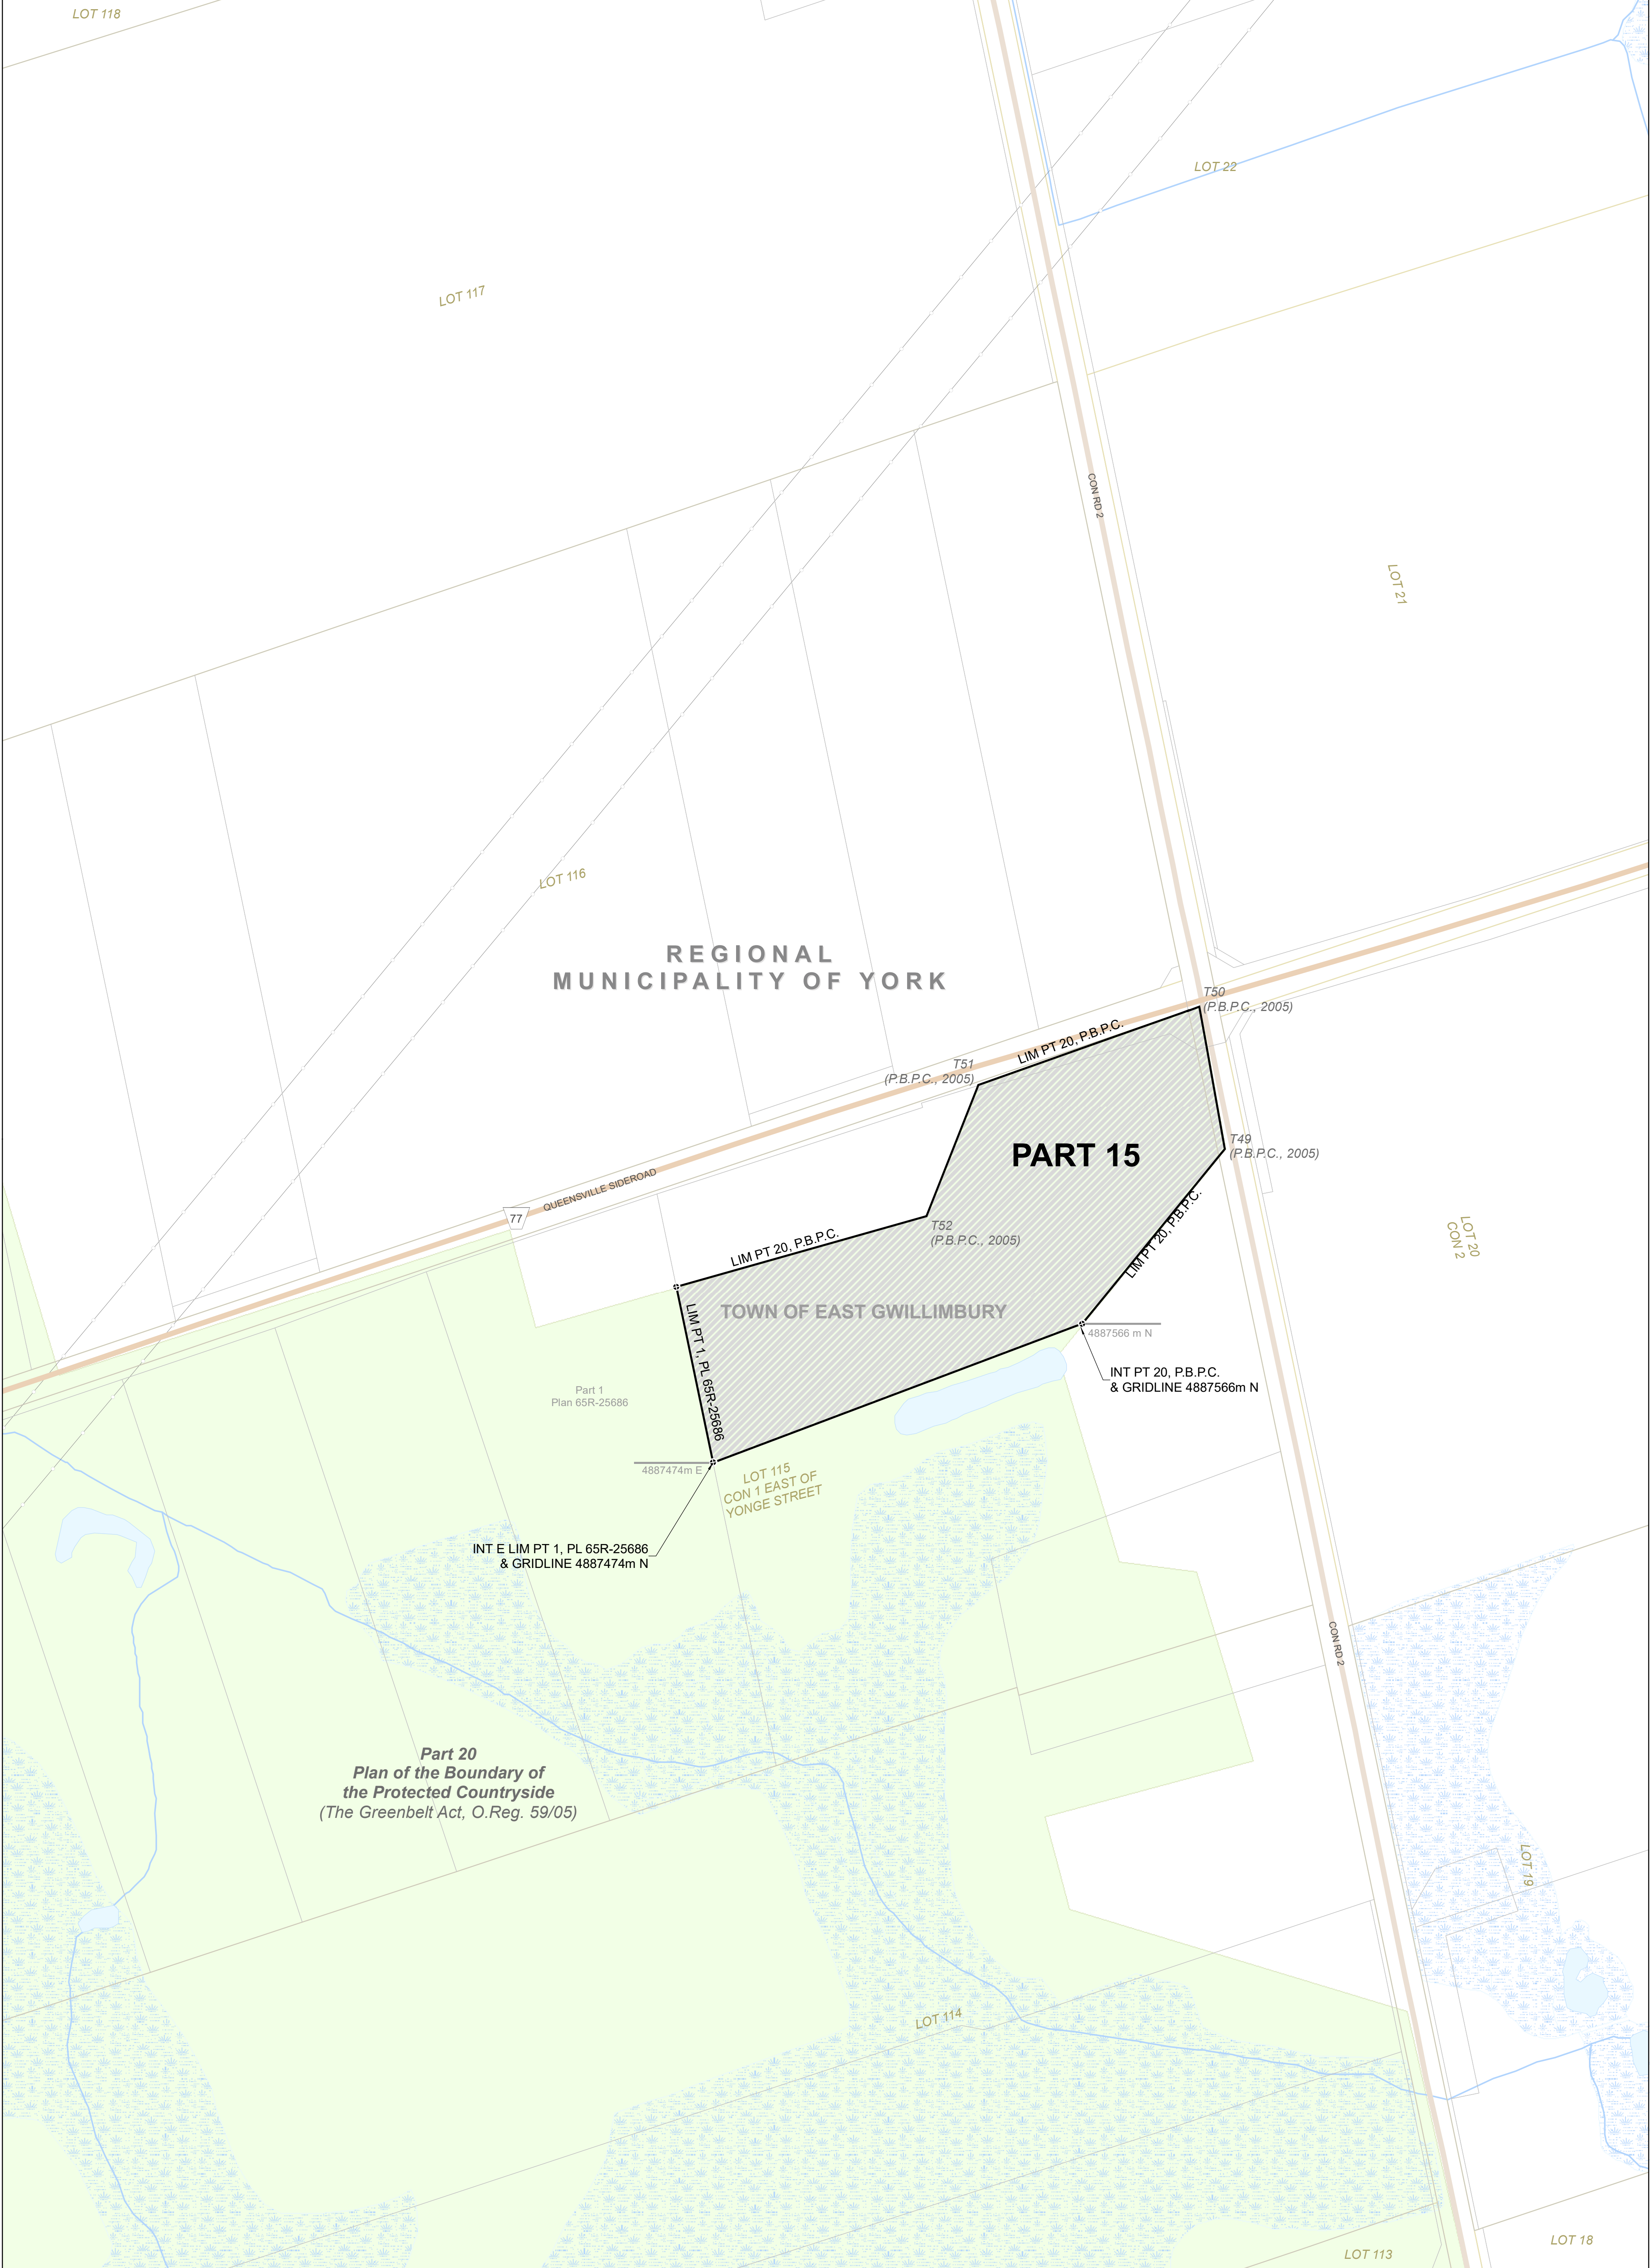 LOT 118
LOT 22
LOT 117
CON RD 2
LOT 21
LOT 116
REGIONAL
MUNICIPALITY OF YORK
T50
(P.B.P.C., 2005)
LIM PT 20, P.B.P.C.
T51
(P.B.P.C., 2005)
PART 15
T49
(P.B.P.C., 2005)
QUEENSVILLE SIDEROAD
77
T52
(P.B.P.C., 2005)
LIM PT 20, P.B.P.C.
LIM PT 20, P.B.P.C.
LOT 20
CON 2
TOWN OF EAST GWILLIMBURY
4887566 m N
LIM PT 1, PL 65R-25686
INT PT 20, P.B.P.C.
& GRIDLINE 4887566m N
Part 1
Plan 65R-25686
4887474m E
LOT 115
CON 1 EAST OF
YONGE STREET
INT E LIM PT 1, PL 65R-25686
& GRIDLINE 4887474m N
CON RD 2
Part 20
Plan of the Boundary of
the Protected Countryside
(The Greenbelt Act, O.Reg. 59/05)
LOT 19
LOT 114
LOT 18
LOT 113